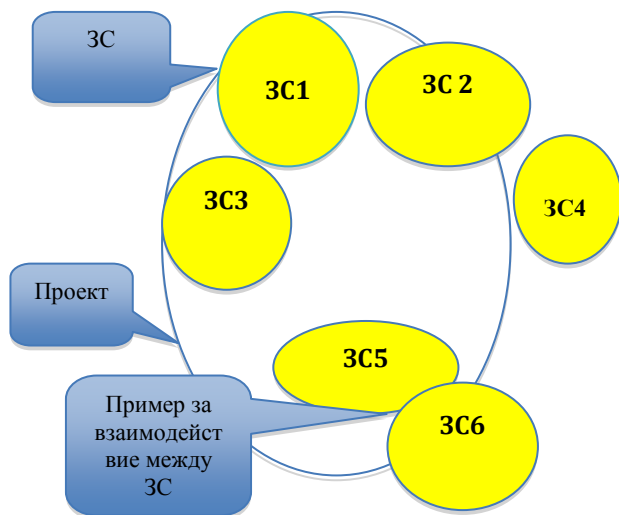 ЗС
ЗС1
ЗС 2
ЗС3
ЗС4
Проект
ЗС5
Пример за
взаимодейст
вие между
ЗС
ЗС6